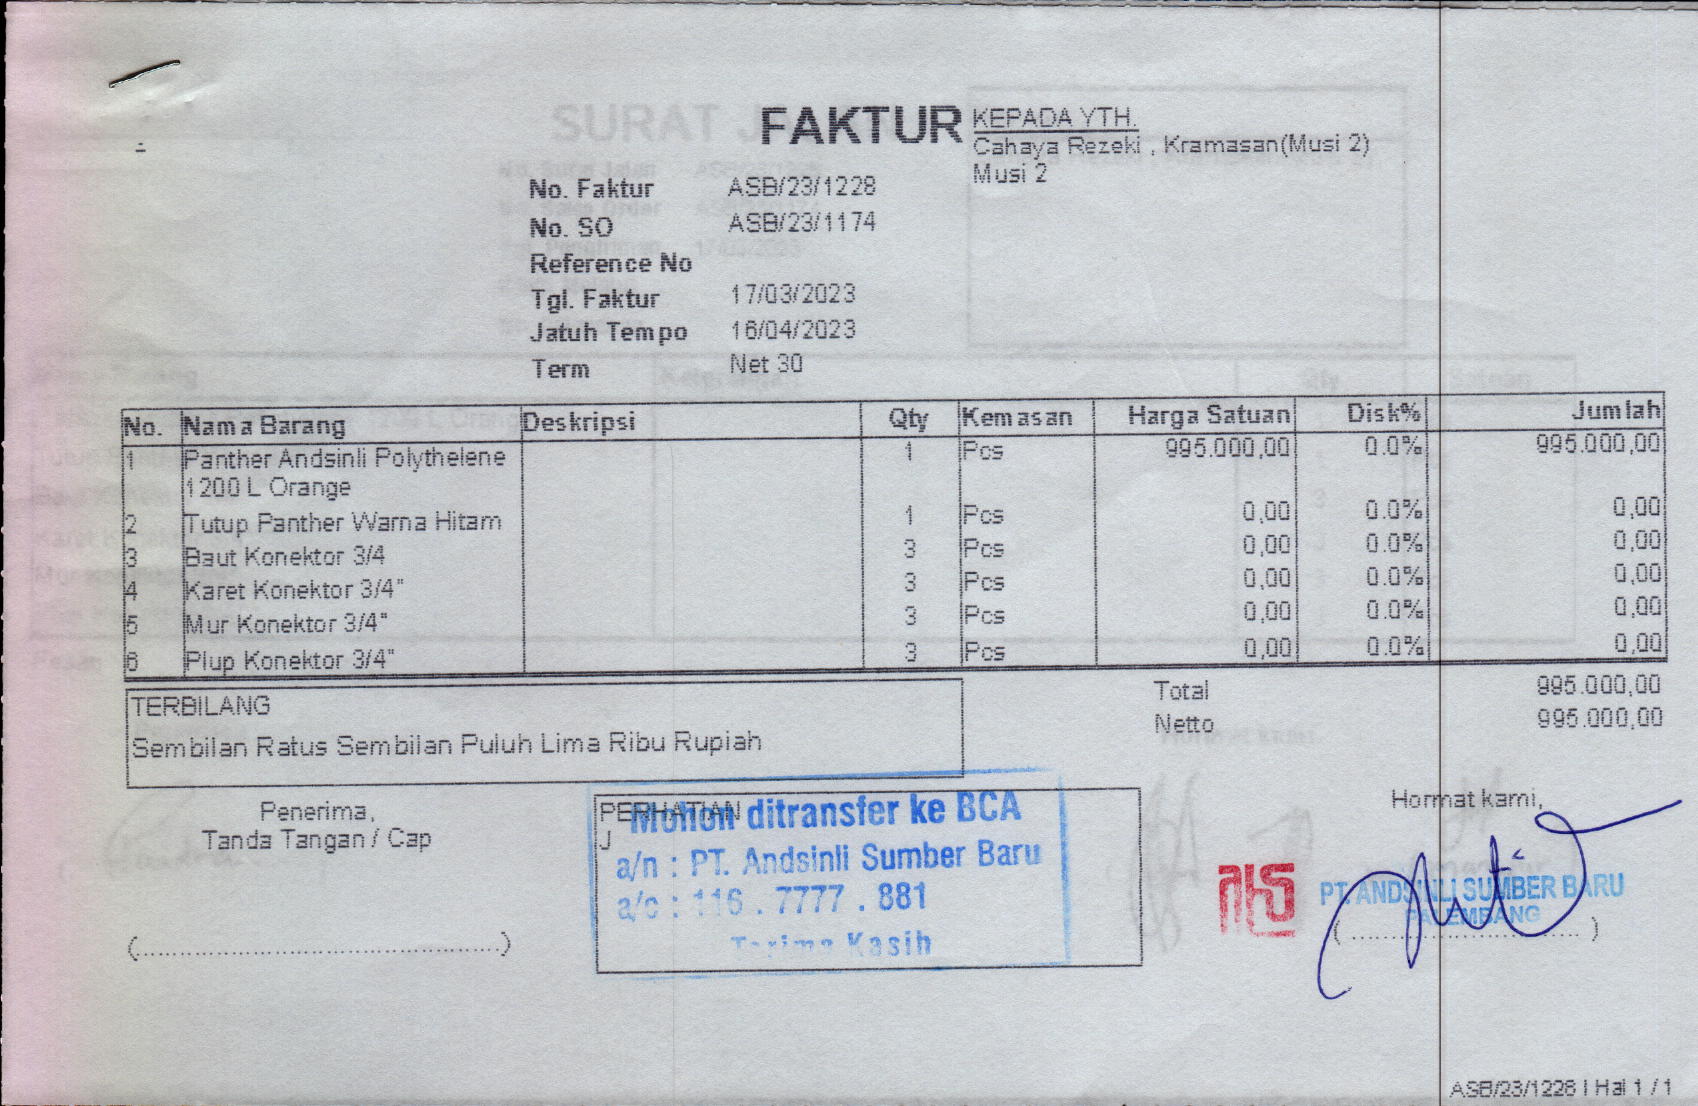 FAKTUR
KEPADA YTH.
Cahaya Rezeki , Kramasan(Musi 2)
Musi 2
No. Faktur ASB/23/1228
No. SO ASB/23/1174
Reference No
Tgl. Faktur 17/03/2023
Jatuh Tempo 16/04/2023
Term Net 30
No. Nama Barang Deskripsi Qty Kemasan Harga Satuan Disk% Jumlah
1 Panther Andsinli Polythelene 1 Pcs 995.000,00 0.0% 995.000,00
1200 L Orange
2 Tutup Panther Warna Hitam 1 Pcs 0,00 0.0% 0,00
3 Baut Konektor 3/4 3 Pcs 0,00 0.0% 0,00
4 Karet Konektor 3/4" 3 Pcs 0,00 0.0% 0,00
5 Mur Konektor 3/4" 3 Pcs 0,00 0.0% 0,00
6 Plup Konektor 3/4" 3 Pcs 0,00 0.0% 0,00
Total 995.000,00
Netto 995.000,00
TERBILANG
Sembilan Ratus Sembilan Puluh Lima Ribu Rupiah
Penerima,
Tanda Tangan / Cap
(.............................................)
PERHATIAN
J
Mohon ditransfer ke BCA
a/n : PT. Andsinli Sumber Baru
a/c : 116 . 7777 . 881
Terima Kasih
Hormat kami,
PT. ANDSINLI SUMBER BARU
PALEMBANG
(..............................)
ASB/23/1228 | Hal 1 / 1